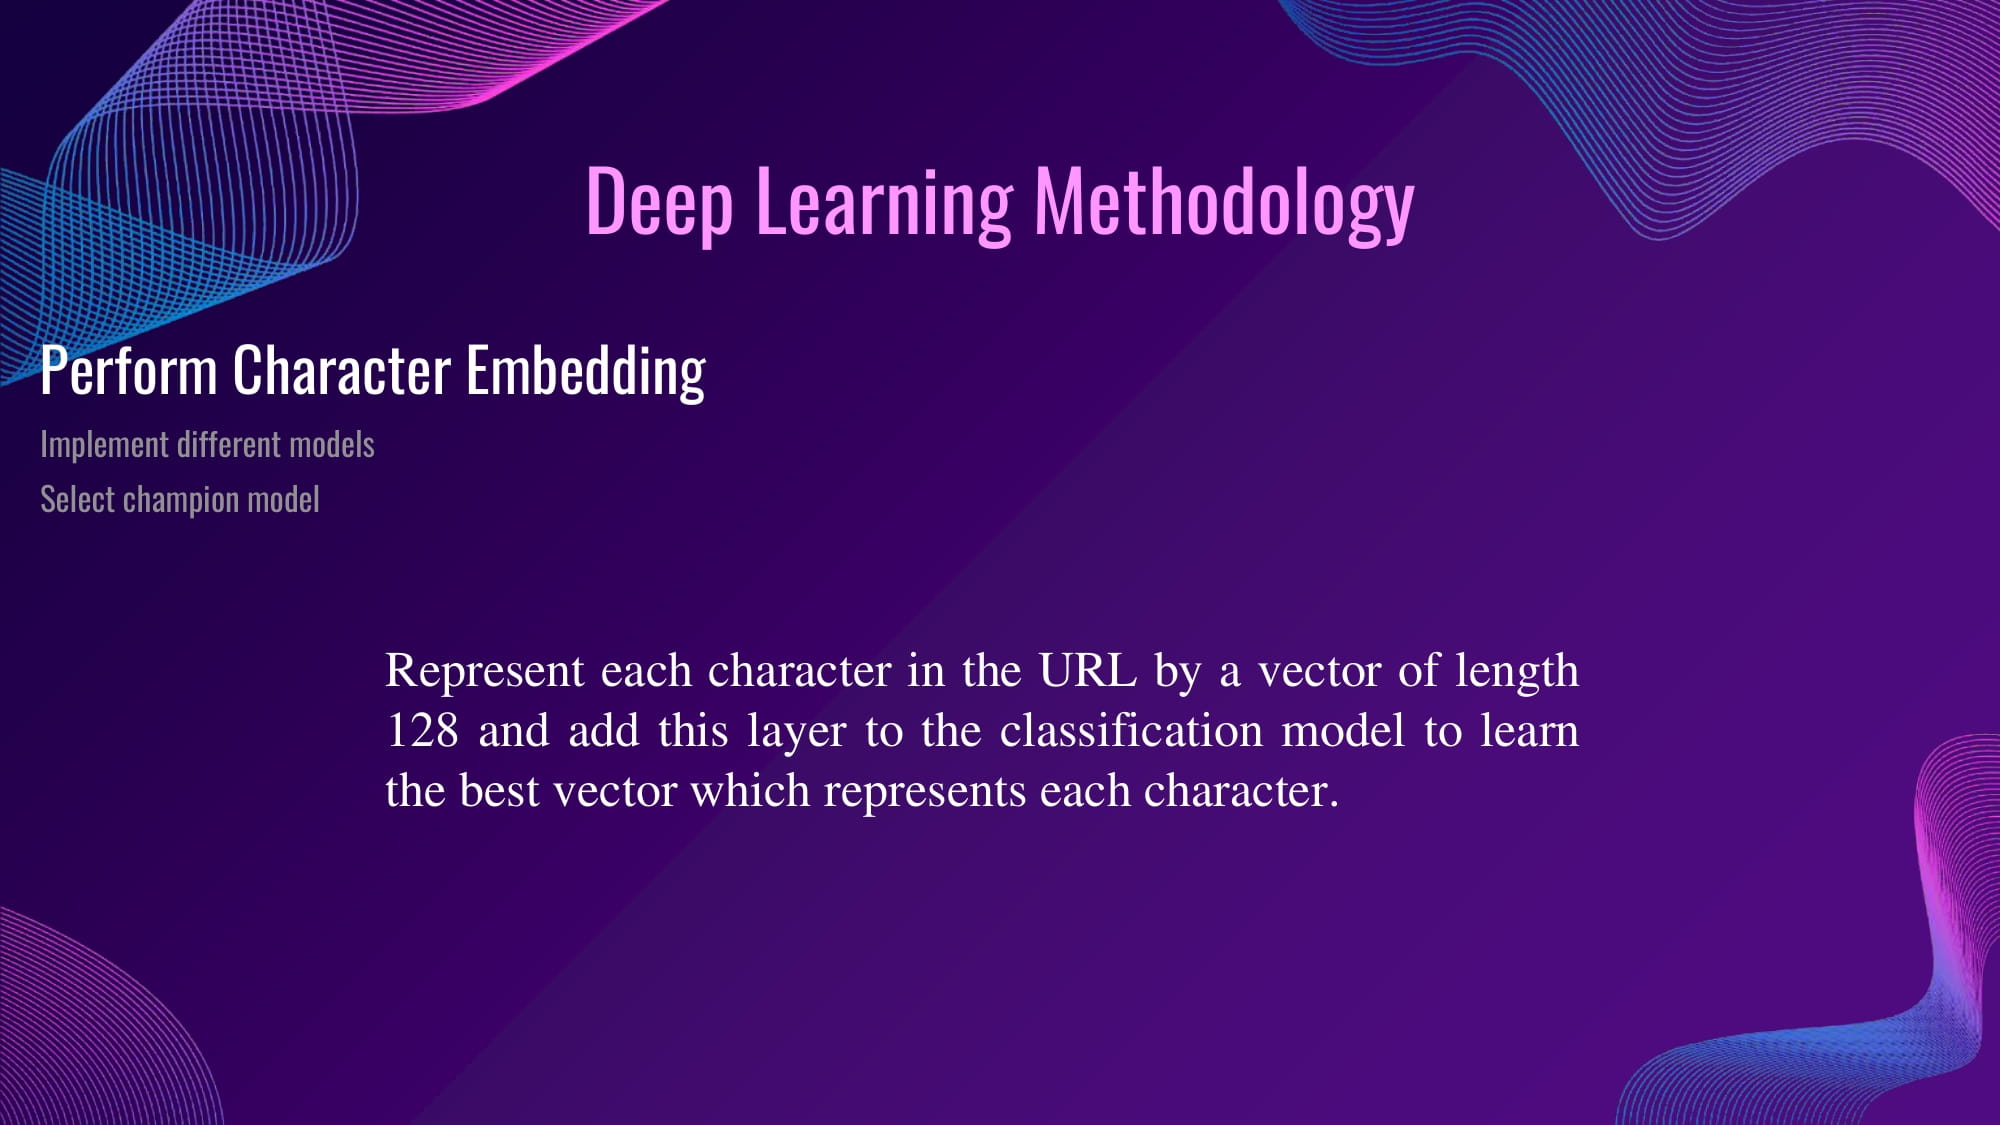 Deep Learning Methodology
Perform Character Embedding
Implement different models
Select champion model
Represent each character in the URL by a vector of length
128 and add this layer to the classification model to learn
the best vector which represents each character.